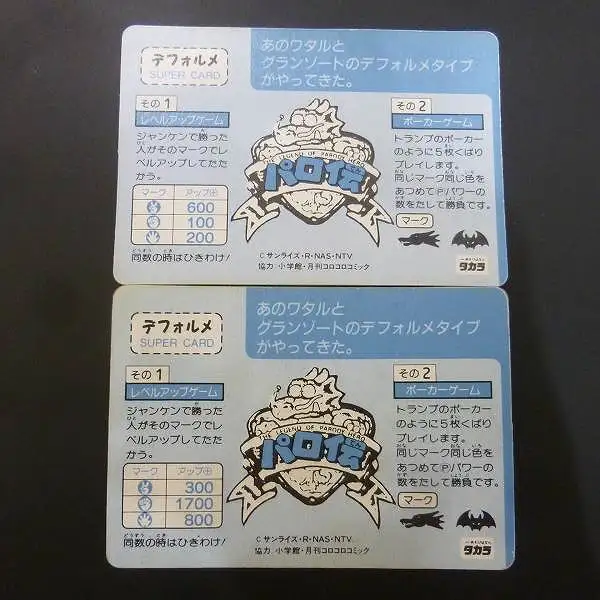 デフォルメ
SUPER CARD
あのワタルと
グランゾートのデフォルメタイプ
がやってきた。
その1
レベルアップゲーム
ジャンケンで勝った
人がそのマークでレ
ベルアップしてたた
かう。
マーク アップ㊉
600
100
200
同数の時はひきわけ!
THE LEGEND OF PARODY HERO
パロ伝
Cサンライズ・R・NAS・NTV
協力 小学館・月刊コロコロコミック
その2
ポーカーゲーム
トランプのポーカー
のように5枚くばり
プレイします。
同じマーク同じ色を
あつめてⓅパワーの
数をたして勝負です。
マーク
タカラ
デフォルメ
SUPER CARD
あのワタルと
グランゾートのデフォルメタイプ
がやってきた。
その1
レベルアップゲーム
ジャンケンで勝った
人がそのマークでレ
ベルアップしてたた
かう。
マーク アップ㊉
300
1700
800
同数の時はひきわけ!
THE LEGEND OF PARODY HERO
パロ伝
Cサンライズ・R・NAS・NTV.
協力 小学館・月刊コロコロコミック
その2
ポーカーゲーム
トランプのポーカー
のように5枚くばり
プレイします。
同じマーク同じ色を
あつめてⓅパワーの
数をたして勝負です。
マーク
タカラ